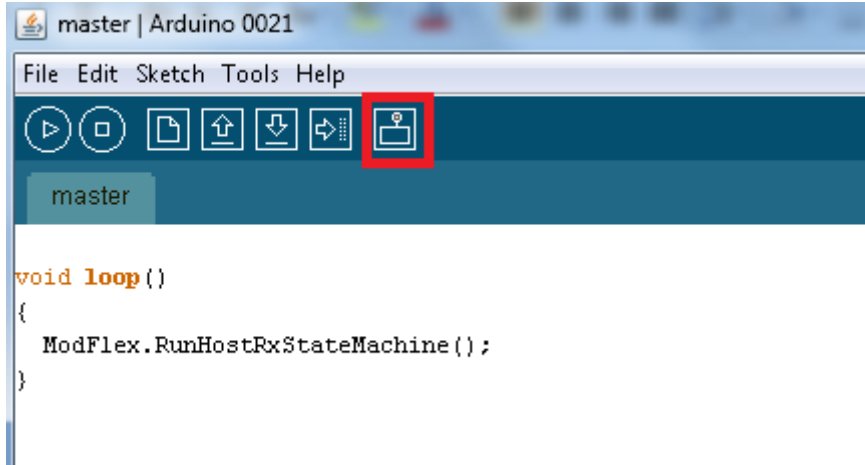 master | Arduino 0021
File Edit Sketch Tools Help
master
void loop()
{
ModFlex.RunHostRxStateMachine();
}